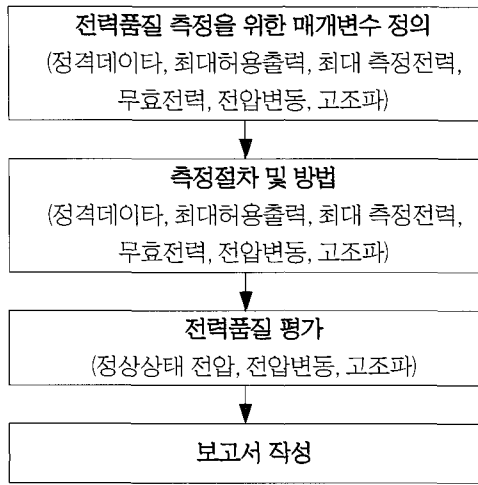 전력품질 측정을 위한 매개변수 정의
(정격데이타, 최대허용출력, 최대 측정전력,
무효전력, 전압변동, 고조파)
측정절차 및 방법
(정격데이타, 최대허용출력, 최대 측정전력,
무효전력, 전압변동, 고조파)
전력품질 평가
(정상상태 전압, 전압변동, 고조파)
보고서 작성